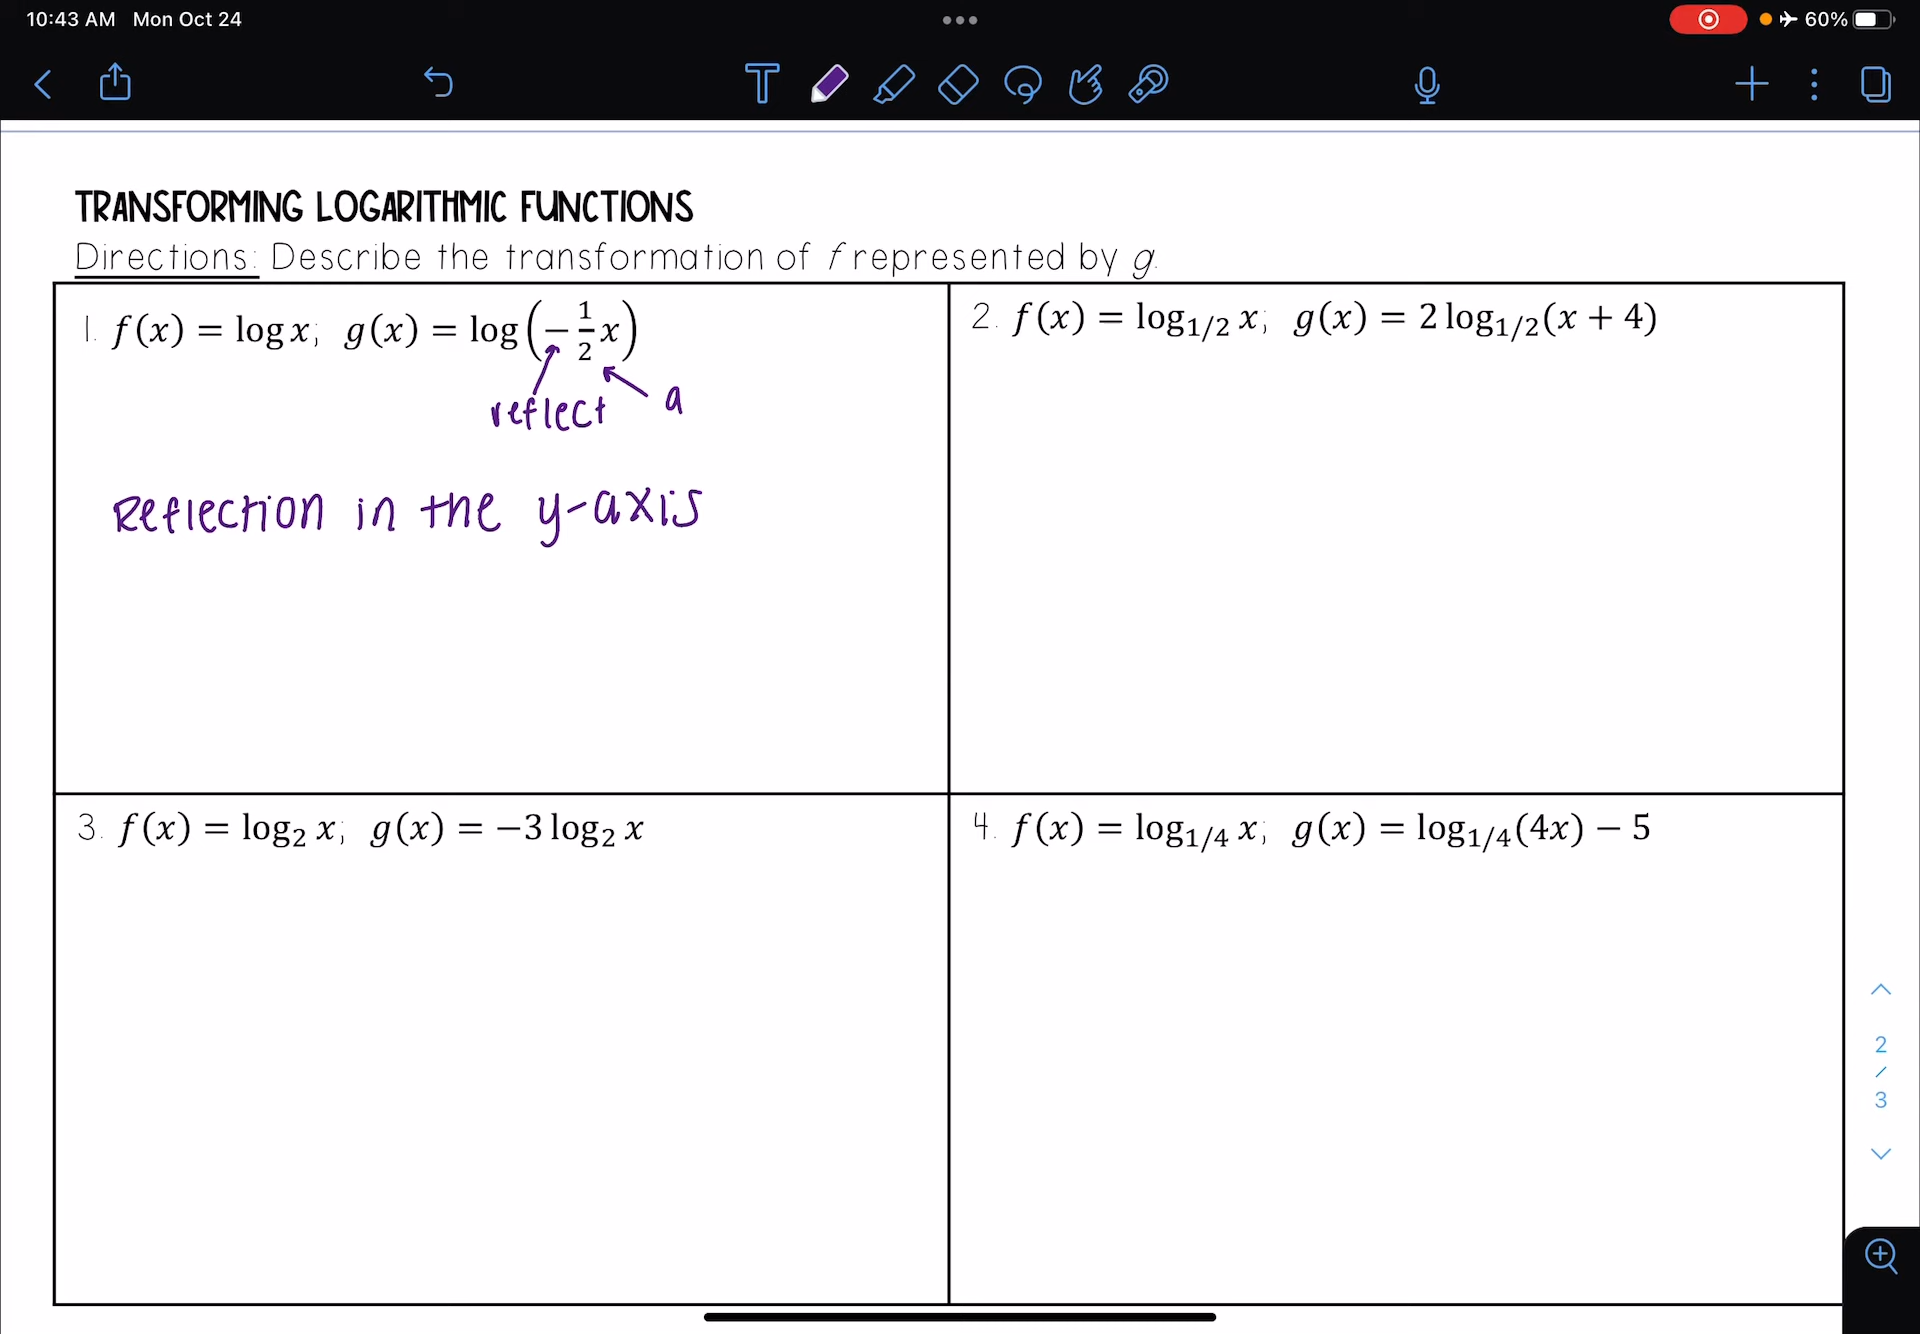 10:43 AM Mon Oct 24
60%
TRANSFORMING LOGARITHMIC FUNCTIONS
Directions: Describe the transformation of f represented by g.
1. f(x) = log x; g(x) = log(−1/2 x)
reflect
a
Reflection in the y-axis
2. f(x) = log₁/₂ x; g(x) = 2 log₁/₂(x + 4)
3. f(x) = log₂ x; g(x) = −3 log₂ x
4. f(x) = log₁/₄ x; g(x) = log₁/₄(4x) − 5
2
/
3